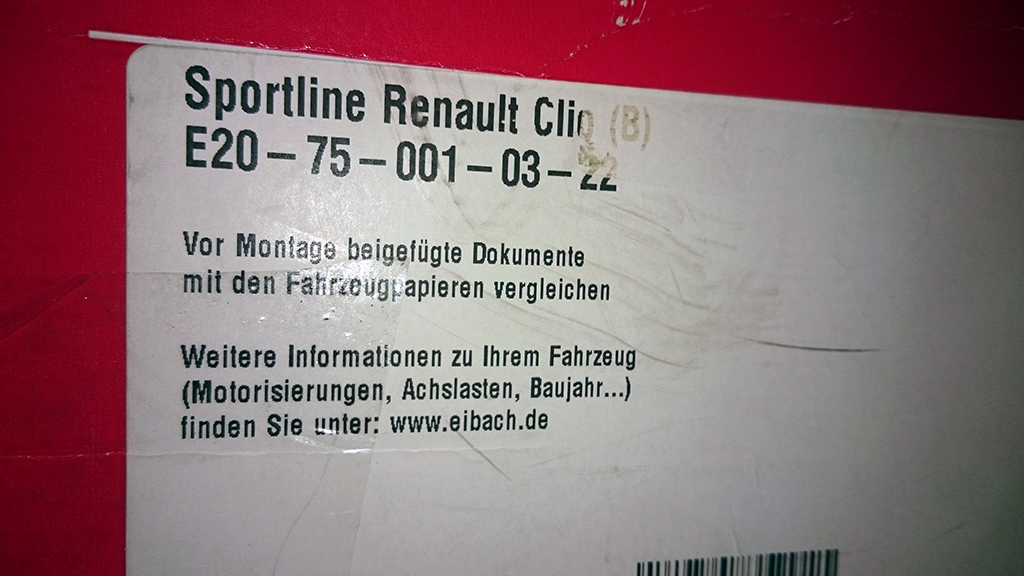 Sportline Renault Clio (B)
E20 – 75 – 001 – 03 – 22
Vor Montage beigefügte Dokumente
mit den Fahrzeugpapieren vergleichen
Weitere Informationen zu Ihrem Fahrzeug
(Motorisierungen, Achslasten, Baujahr...)
finden Sie unter: www.eibach.de